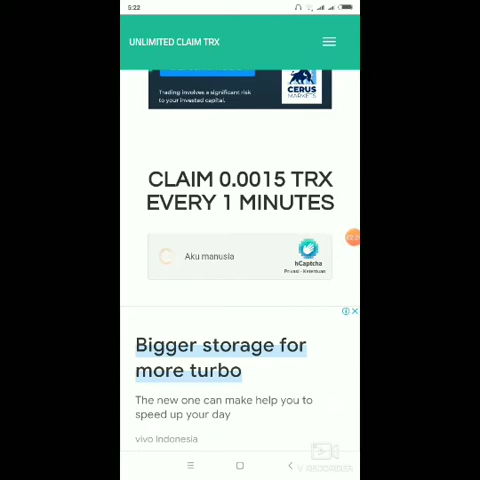 5:22
UNLIMITED CLAIM TRX
Trading involves a significant risk
to your invested capital.
CERUS
MARKETS
CLAIM 0.0015 TRX
EVERY 1 MINUTES
Aku manusia
hCaptcha
Privasi - Ketentuan
Bigger storage for
more turbo
The new one can make help you to
speed up your day
vivo Indonesia
V RECORDER